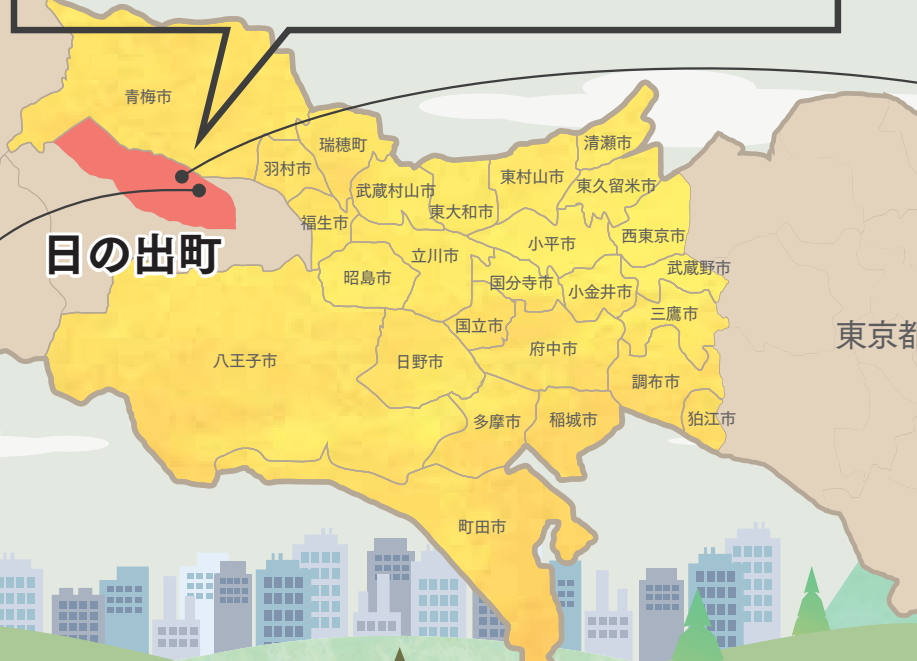 青梅市
清瀬市
瑞穂町
羽村市
東村山市
東久留米市
武蔵村山市
東大和市
福生市
西東京市
小平市
日の出町
立川市
武蔵野市
昭島市
国分寺市
小金井市
三鷹市
国立市
東京都
府中市
八王子市
日野市
調布市
多摩市
稲城市
狛江市
町田市